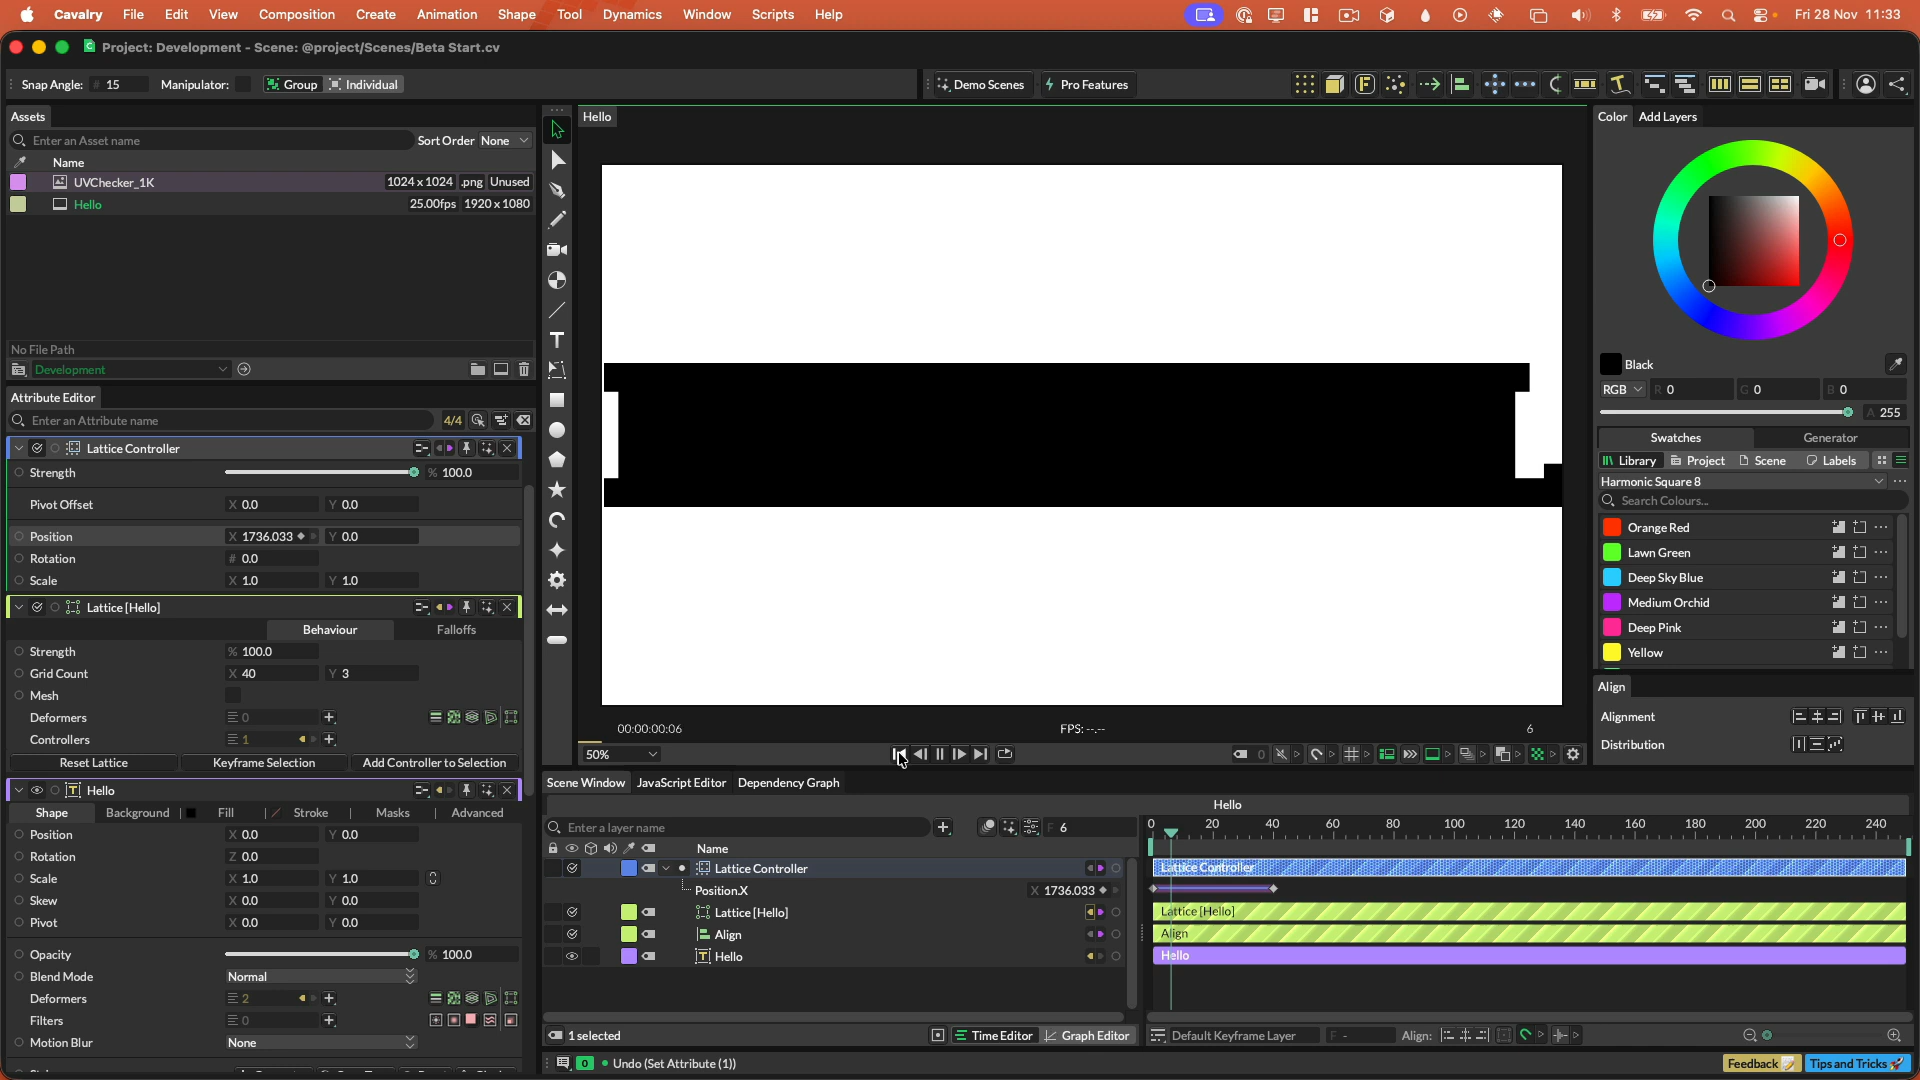 Cavalry File Edit View Composition Create Animation Shape Tool Dynamics Window Scripts Help Fri 28 Nov 11:33
Project: Development - Scene: @project/Scenes/Beta Start.cv
Snap Angle: # 15 Manipulator: Group Individual Demo Scenes Pro Features
Assets
Enter an Asset name Sort Order None
Name
UVChecker_1K 1024 x 1024 .png Unused
Hello 25.00fps 1920 x 1080
No File Path
Development
Attribute Editor
Enter an Attribute name 4/4
Lattice Controller
Strength % 100.0
Pivot Offset X 0.0 Y 0.0
Position X 1736.033 Y 0.0
Rotation # 0.0
Scale X 1.0 Y 1.0
Lattice [Hello]
Behaviour Falloffs
Strength % 100.0
Grid Count X 40 Y 3
Mesh
Deformers 0
Controllers 1
Reset Lattice Keyframe Selection Add Controller to Selection
Hello
Shape Background Fill Stroke Masks Advanced
Position X 0.0 Y 0.0
Rotation Z 0.0
Scale X 1.0 Y 1.0
Skew X 0.0 Y 0.0
Pivot X 0.0 Y 0.0
Opacity % 100.0
Blend Mode Normal
Deformers 2
Filters 0
Motion Blur None
Hello
00:00:00:06 FPS: --.-- 6
50% 0
Scene Window JavaScript Editor Dependency Graph
Hello
Enter a layer name F 6 0 20 40 60 80 100 120 140 160 180 200 220 240
Name
Lattice Controller Lattice Controller
Position.X X 1736.033
Lattice [Hello] Lattice [Hello]
Align Align
Hello Hello
1 selected Time Editor Graph Editor Default Keyframe Layer F - Align:
0 Undo (Set Attribute (1)) Feedback Tips and Tricks
Color Add Layers
Black
RGB R 0 G 0 B 0
A 255
Swatches Generator
Library Project Scene Labels
Harmonic Square 8
Search Colours...
Orange Red
Lawn Green
Deep Sky Blue
Medium Orchid
Deep Pink
Yellow
Align
Alignment
Distribution